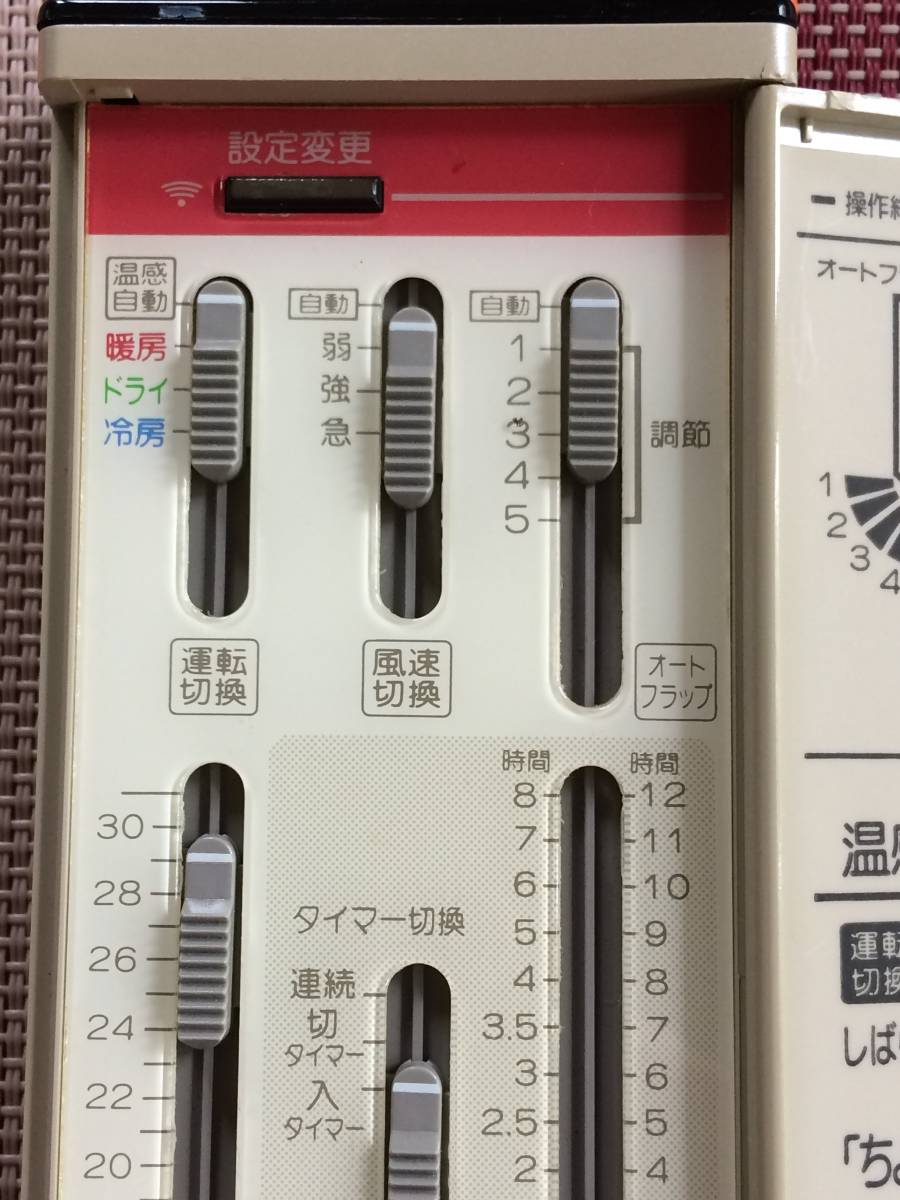 設定変更
温感
自動
暖房
ドライ
冷房
運転
切換
自動
弱
強
急
風速
切換
自動
1
2
3
4
5
調節
オート
フラップ
30
28
26
24
22
20
タイマー切換
連続
切
タイマー
入
タイマー
時間
8
7
6
5
4
3.5
3
2.5
2
時間
12
11
10
9
8
7
6
5
4
操作
オートフ
1
2
3
4
温感
運転
切換
しば
「ち